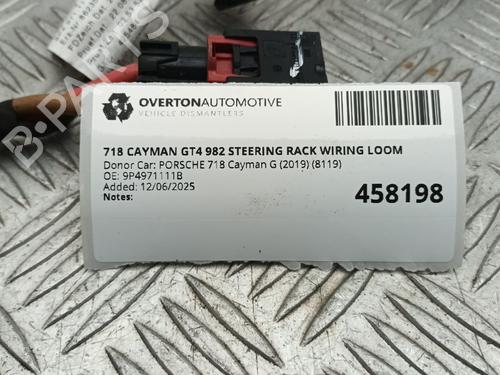 B-PARTS
OVERTONAUTOMOTIVE
VEHICLE DISMANTLERS
718 CAYMAN GT4 982 STEERING RACK WIRING LOOM
Donor Car: PORSCHE 718 Cayman G (2019) (8119)
OE: 9P4971111B
Added: 12/06/2025
Notes:
458198